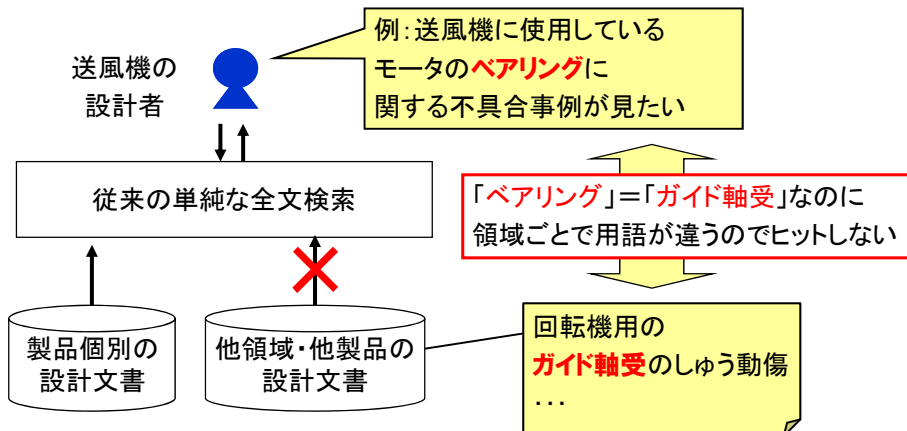 例：送風機に使用している
モータのベアリングに
関する不具合事例が見たい
送風機の
設計者
従来の単純な全文検索
「ベアリング」＝「ガイド軸受」なのに
領域ごとで用語が違うのでヒットしない
製品個別の
設計文書
他領域・他製品の
設計文書
回転機用の
ガイド軸受のしゅう動傷
・・・